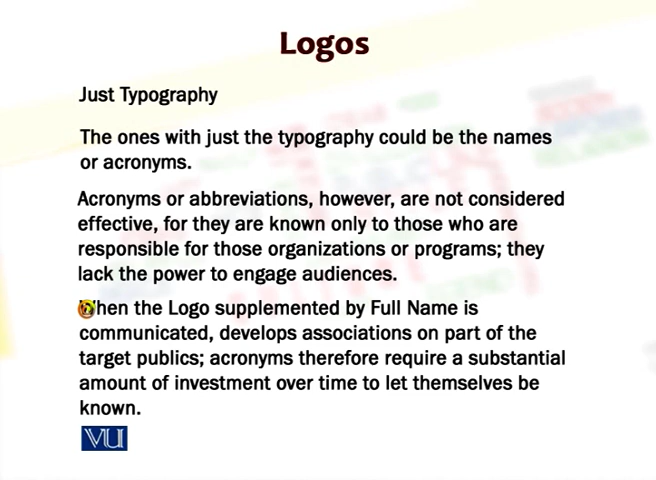 Logos
Just Typography
The ones with just the typography could be the names
or acronyms.
Acronyms or abbreviations, however, are not considered
effective, for they are known only to those who are
responsible for those organizations or programs; they
lack the power to engage audiences.
When the Logo supplemented by Full Name is
communicated, develops associations on part of the
target publics; acronyms therefore require a substantial
amount of investment over time to let themselves be
known.
VU